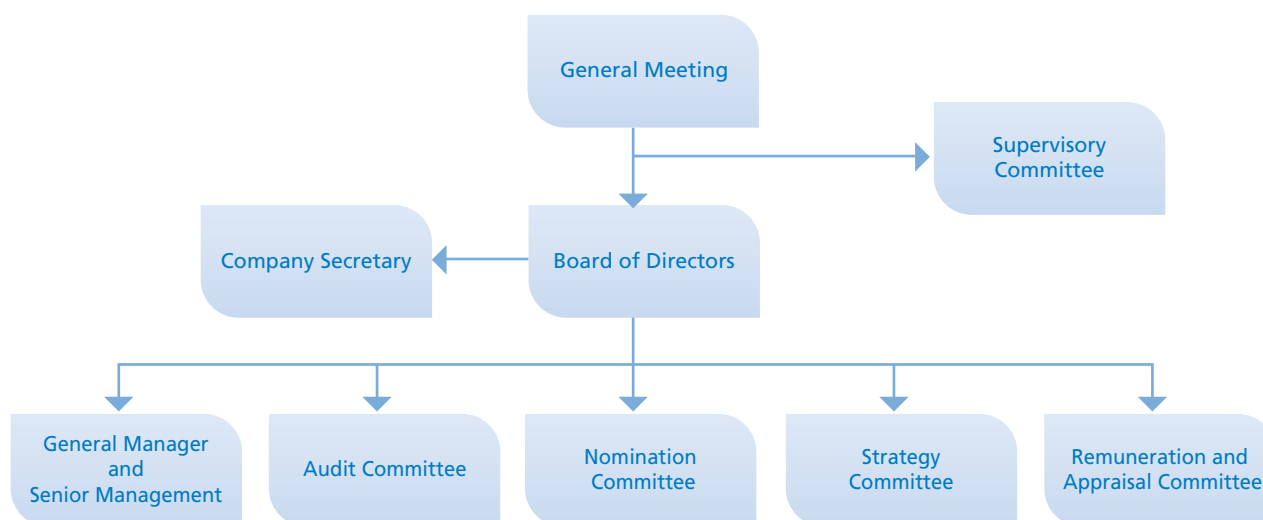 General Meeting
Supervisory
Committee
Company Secretary
Board of Directors
General Manager
and
Senior Management
Audit Committee
Nomination
Committee
Strategy
Committee
Remuneration and
Appraisal Committee